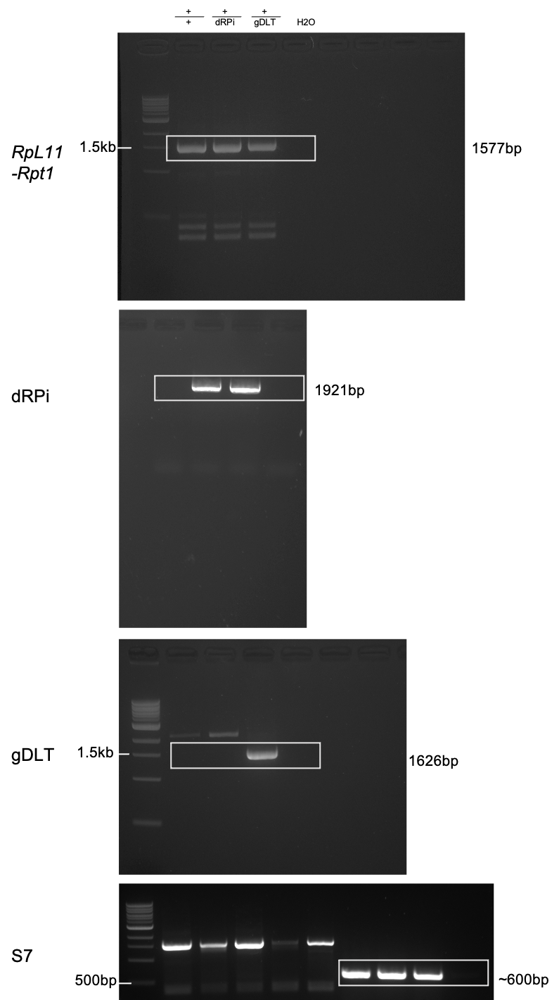 + + +
+ dRPi gDLT H2O
RpL11
-Rpt1
1.5kb
1577bp
dRPi
1921bp
gDLT
1.5kb
1626bp
S7
500bp
~600bp